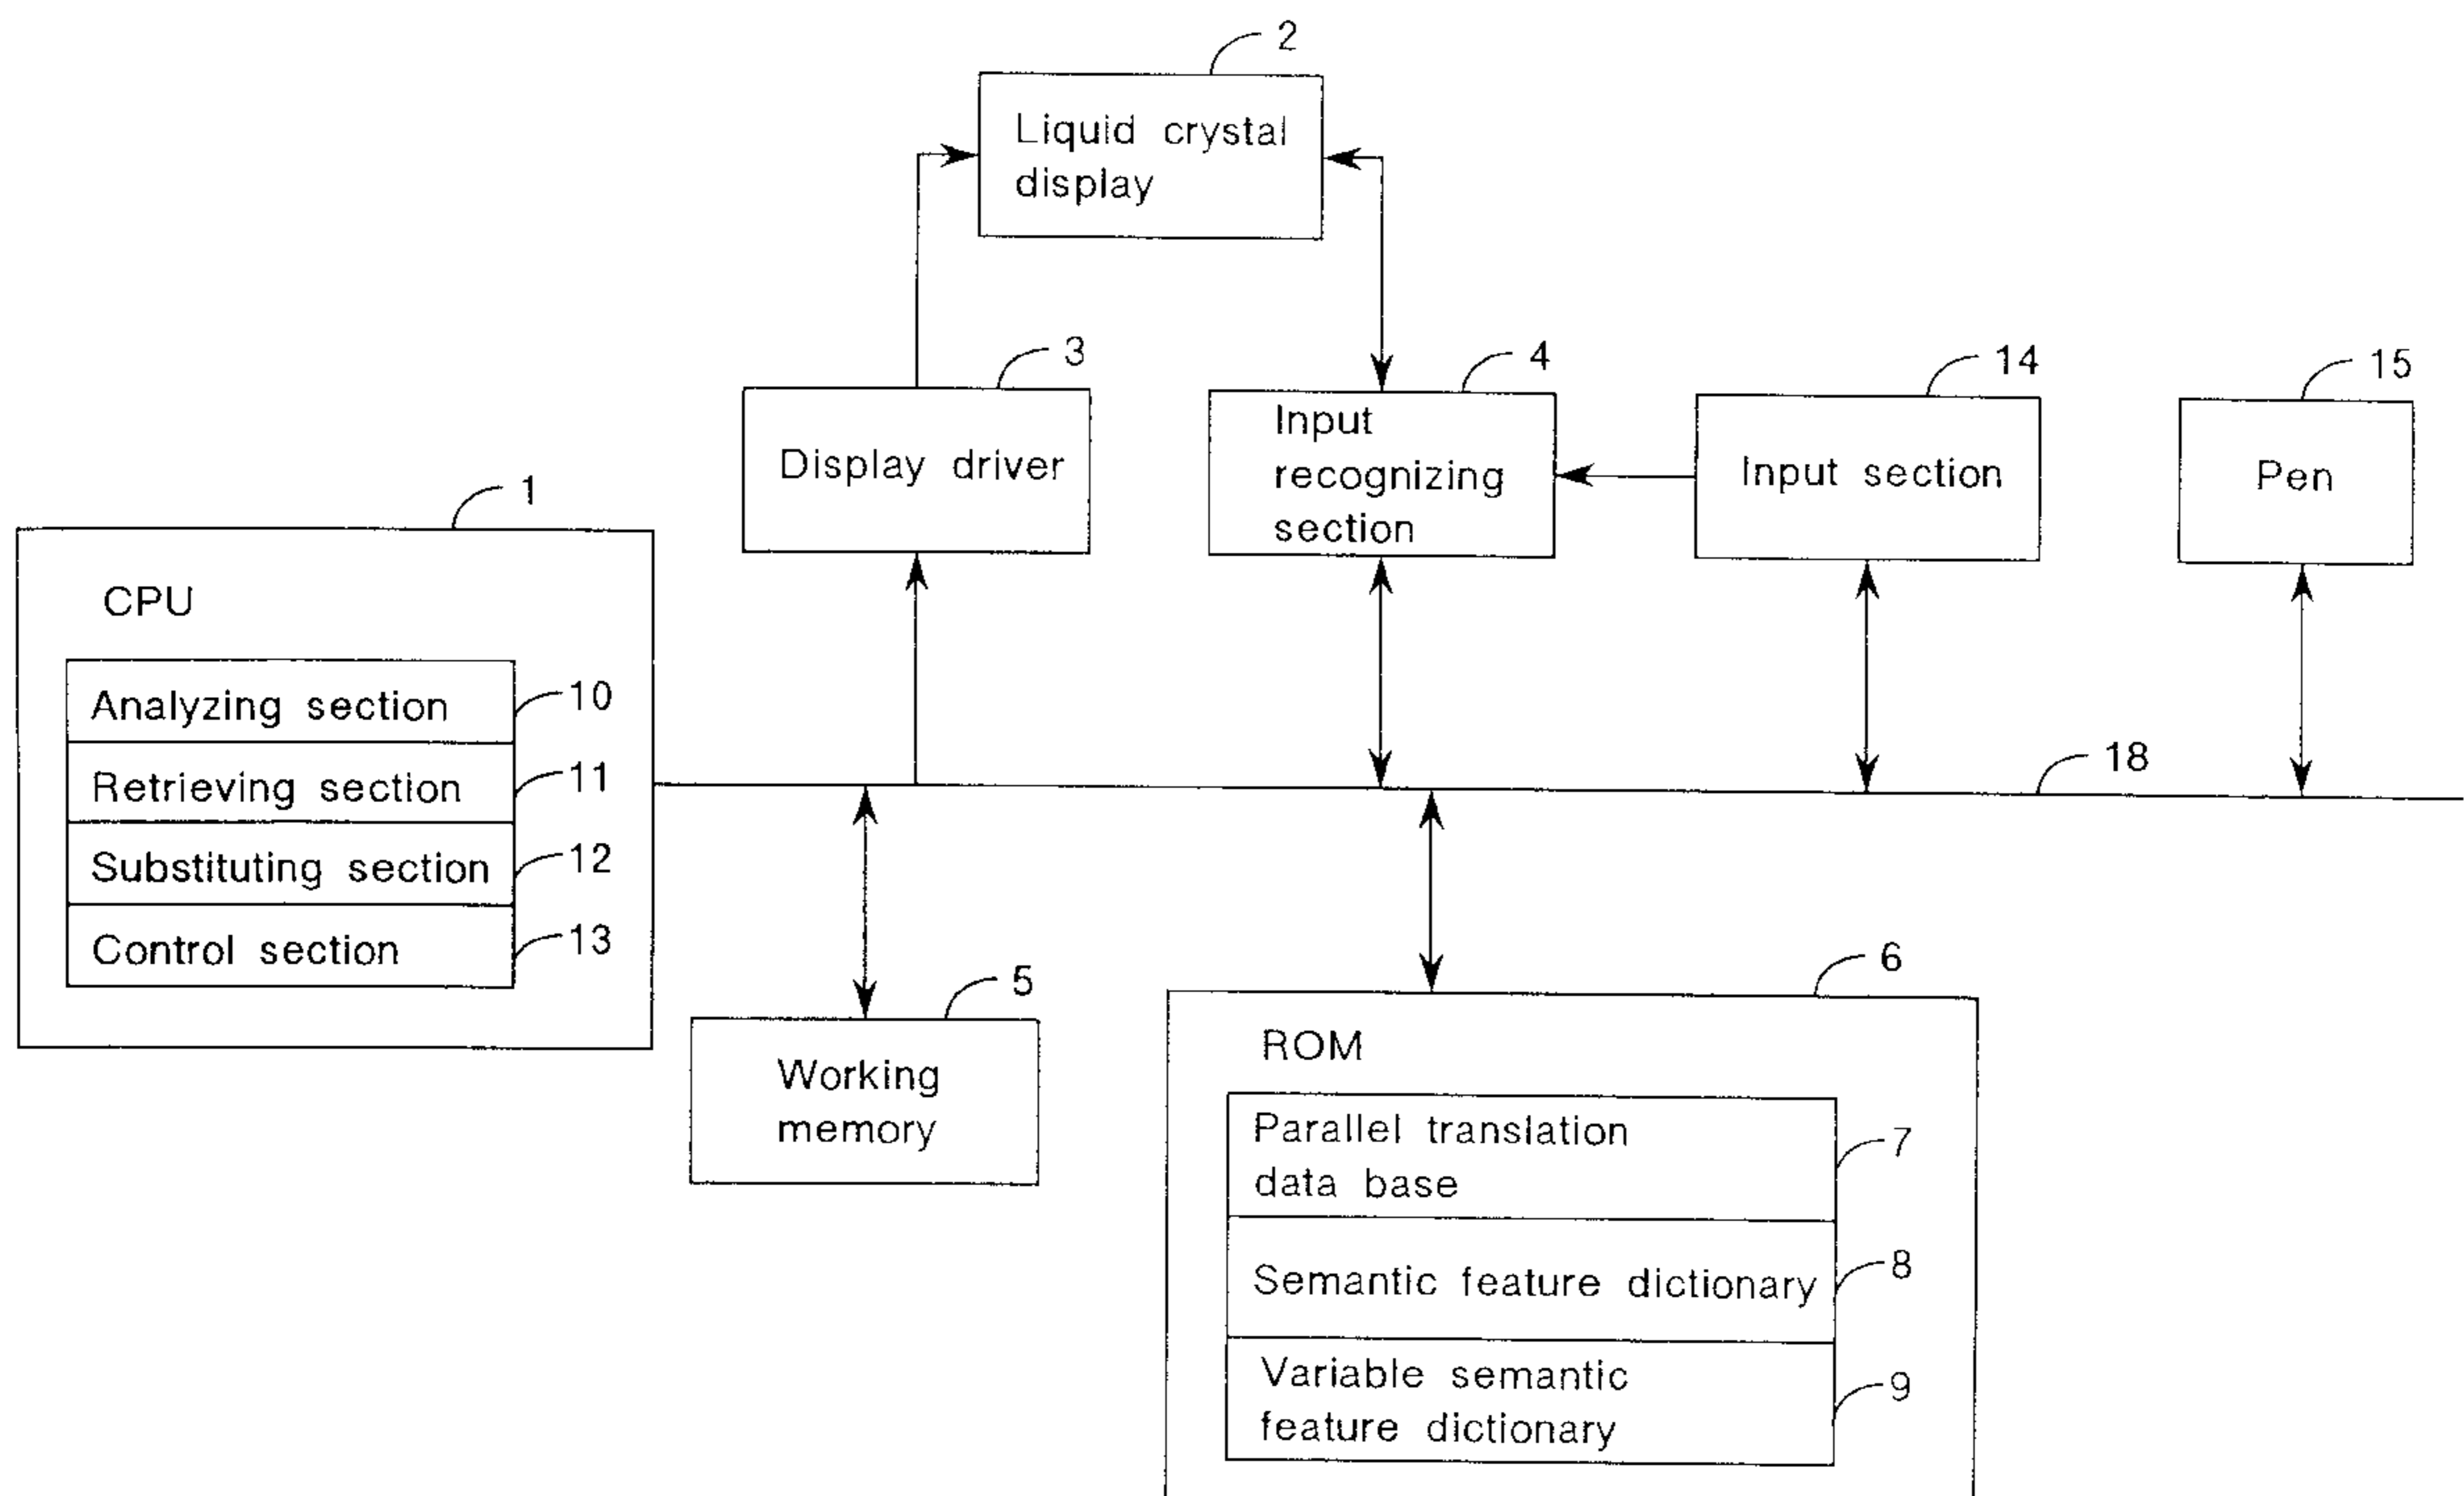 2
Liquid crystal
display
3
Display driver
4
Input
recognizing
section
14
Input section
15
Pen
1
CPU
Analyzing section
10
Retrieving section
11
Substituting section
12
Control section
13
18
5
Working
memory
6
ROM
Parallel translation
data base
7
Semantic feature dictionary
8
Variable semantic
feature dictionary
9